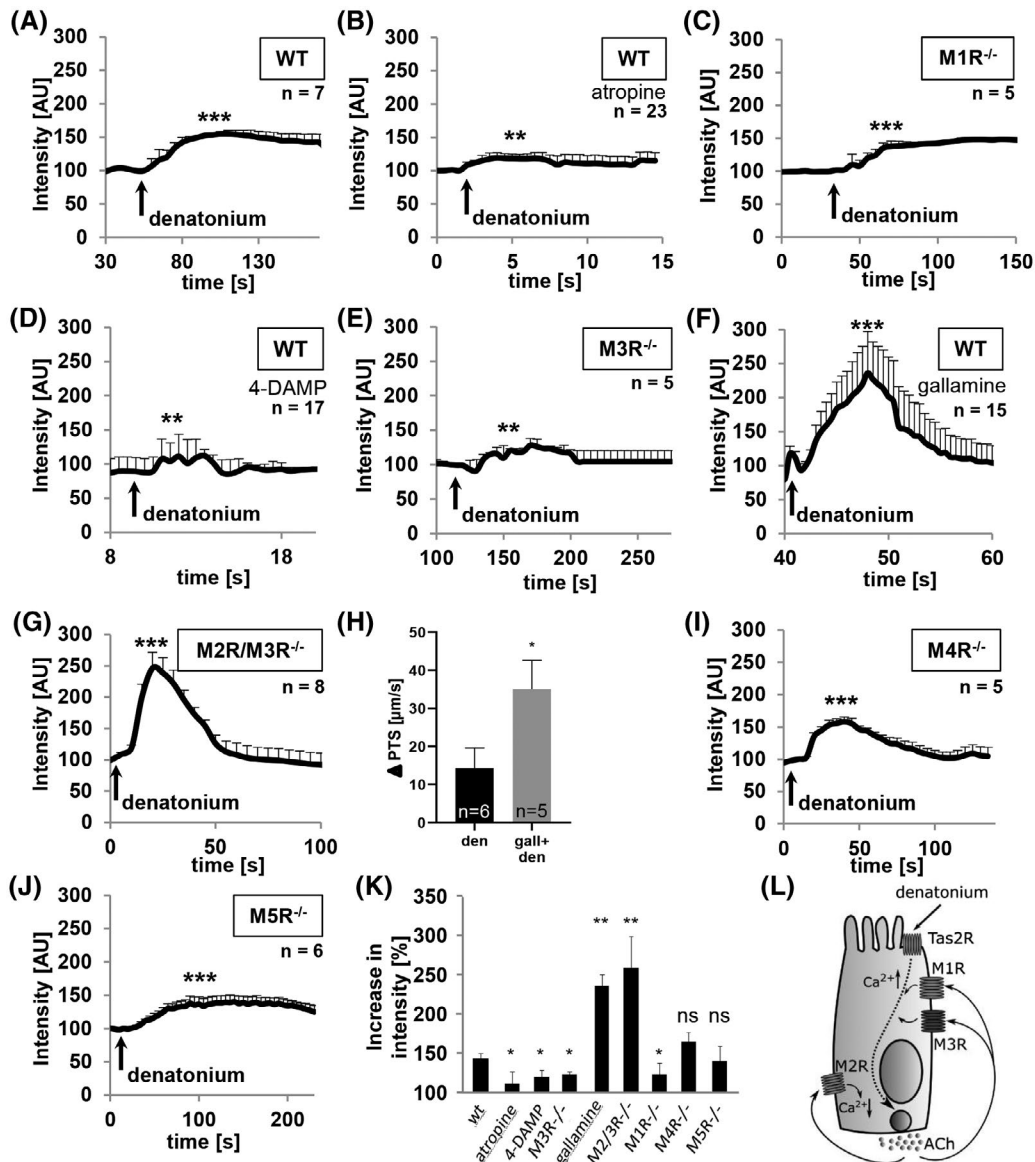 (A)
300
250
200
150
100
50
0
Intensity [AU]
WT
n = 7
***
denatonium
30 80 130
time [s]
(B)
300
250
200
150
100
50
0
Intensity [AU]
WT
atropine
n = 23
**
denatonium
0 5 10 15
time [s]
(C)
300
250
200
150
100
50
0
Intensity [AU]
M1R-/-
n = 5
***
denatonium
0 50 100 150
time [s]
(D)
300
250
200
150
100
50
0
Intensity [AU]
WT
4-DAMP
n = 17
**
denatonium
8 18
time [s]
(E)
300
250
200
150
100
50
0
Intensity [AU]
M3R-/-
n = 5
**
denatonium
100 150 200 250
time [s]
(F)
300
250
200
150
100
50
0
Intensity [AU]
***
WT
gallamine
n = 15
denatonium
40 50 60
time [s]
(G)
300
250
200
150
100
50
0
Intensity [AU]
***
M2R/M3R-/-
n = 8
denatonium
0 50 100
time [s]
(H)
50
40
30
20
10
0
▲ PTS [µm/s]
*
n=6 n=5
den gall+
den
(I)
300
250
200
150
100
50
0
Intensity [AU]
M4R-/-
n = 5
***
denatonium
0 50 100
time [s]
(J)
300
250
200
150
100
50
0
Intensity [AU]
M5R-/-
n = 6
***
denatonium
0 100 200
time [s]
(K)
300
250
200
150
100
Increase in
intensity [%]
* * * ** ** * ns ns
wt atropine 4-DAMP M3R-/- gallamine M2/3R-/- M1R-/- M4R-/- M5R-/-
(L)
denatonium
Tas2R
Ca2+↑
M1R
M3R
M2R
Ca2+↓
ACh